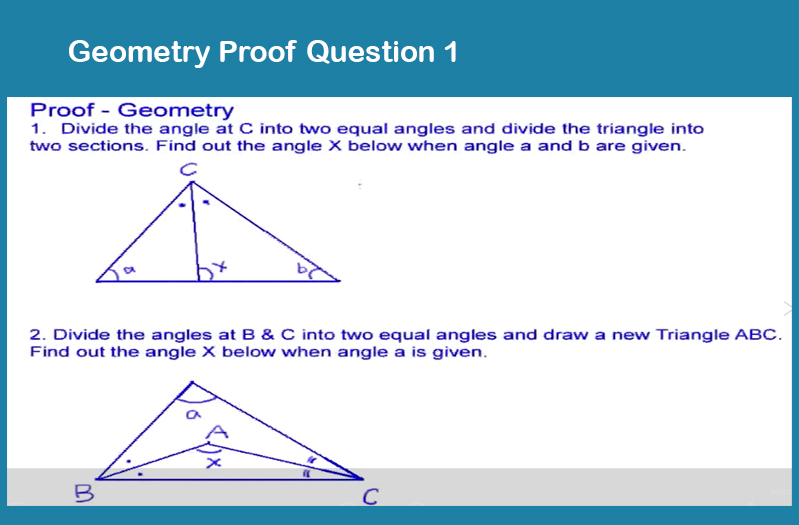 Geometry Proof Question 1
Proof - Geometry
1. Divide the angle at C into two equal angles and divide the triangle into
two sections. Find out the angle X below when angle a and b are given.
C
a
x
b
2. Divide the angles at B & C into two equal angles and draw a new Triangle ABC.
Find out the angle X below when angle a is given.
a
A
x
B
C